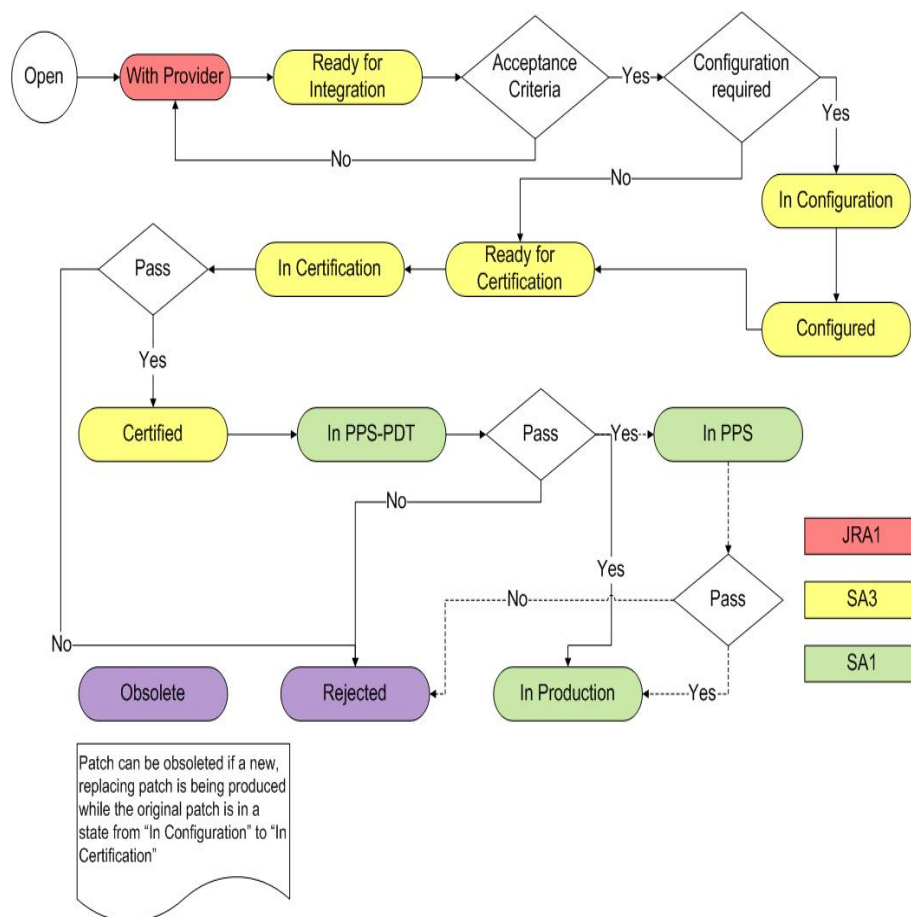 Open
With Provider
Ready for
Integration
Acceptance
Criteria
Yes
Configuration
required
Yes
No
No
In Configuration
Pass
In Certification
Ready for
Certification
Configured
Yes
Certified
In PPS-PDT
Pass
Yes
In PPS
No
JRA1
Yes
No
Pass
SA3
No
SA1
Obsolete
Rejected
In Production
Yes
Patch can be obsoleted if a new,
replacing patch is being produced
while the original patch is in a
state from “In Configuration” to “In
Certification”